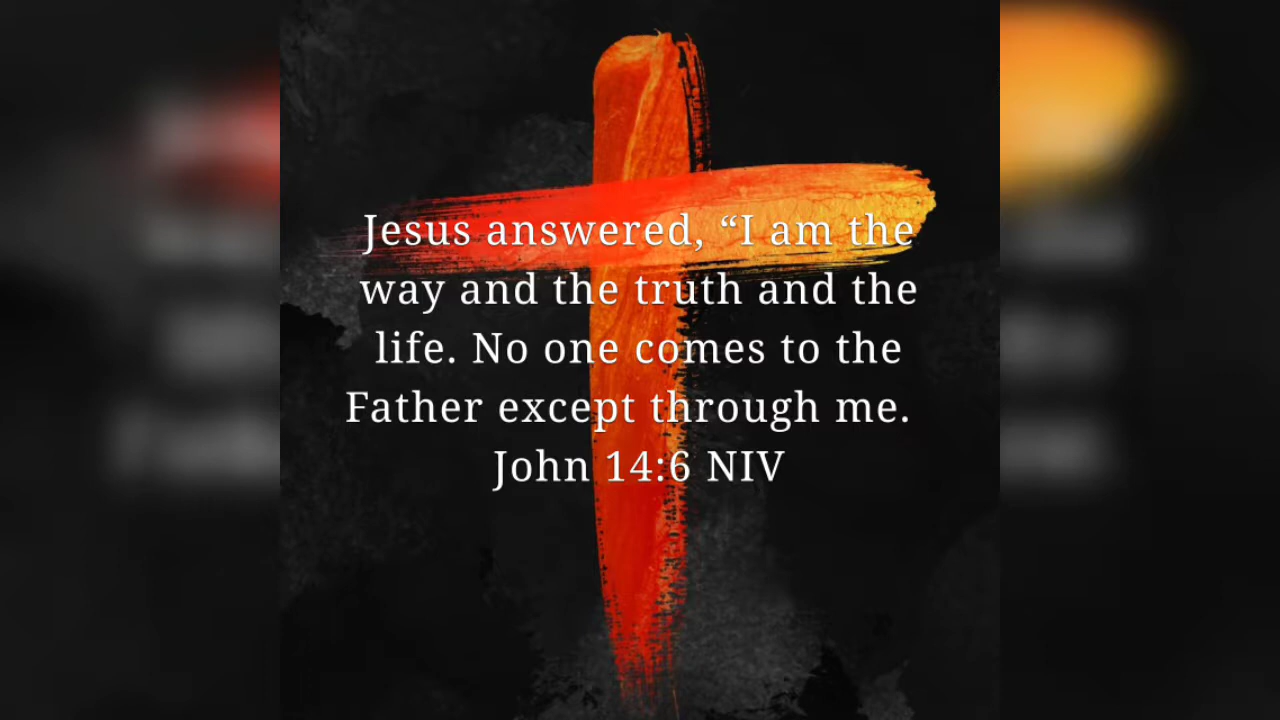 Jesus answered, “I am the
way and the truth and the
life. No one comes to the
Father except through me.
John 14:6 NIV